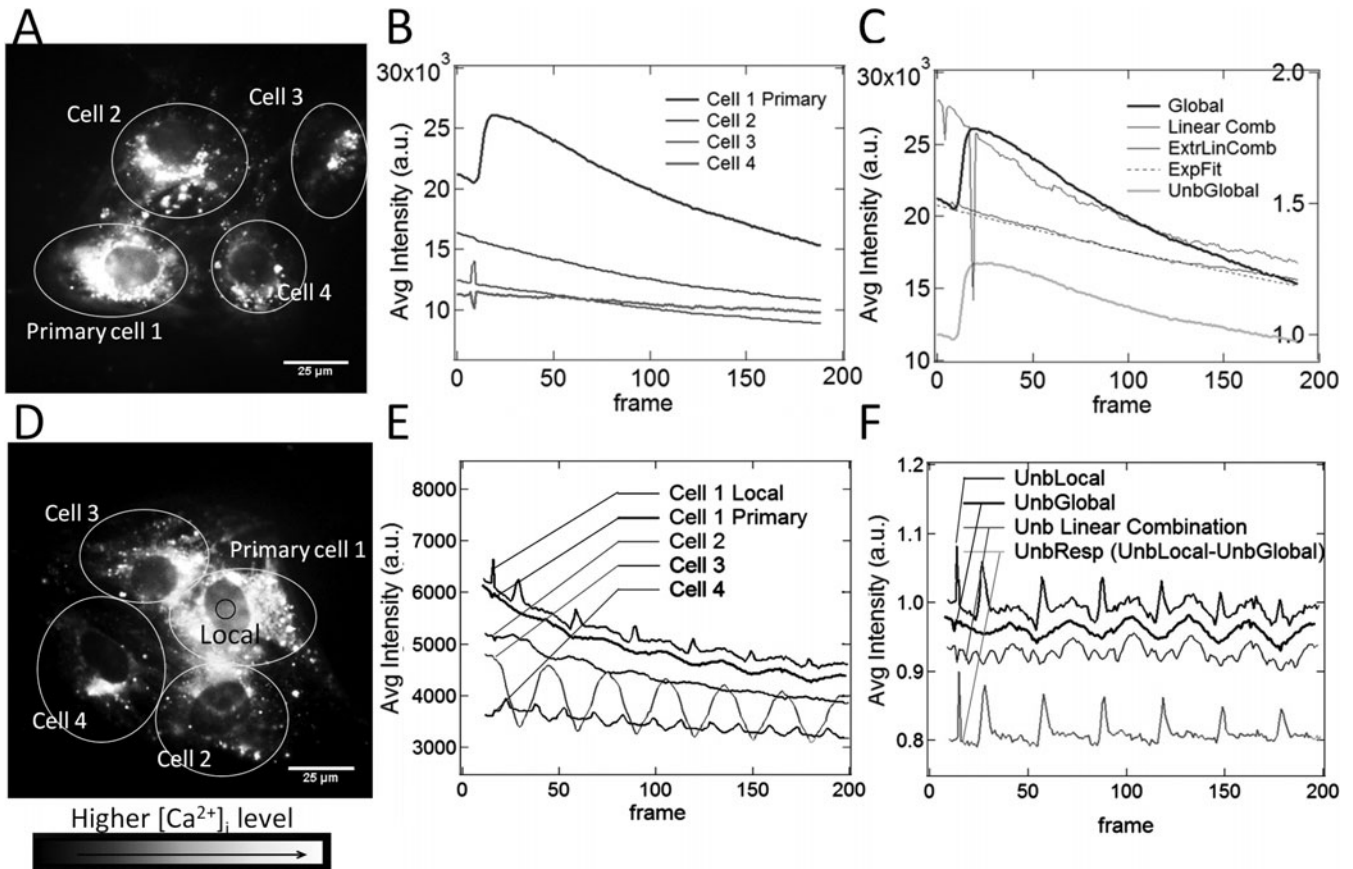 A
Cell 2
Cell 3
Primary cell 1
Cell 4
25 µm
B
30x10³
25
20
15
10
Avg Intensity (a.u.)
Cell 1 Primary
Cell 2
Cell 3
Cell 4
0 50 100 150 200
frame
C
30x10³
25
20
15
10
Avg Intensity (a.u.)
2.0
1.5
1.0
Global
Linear Comb
ExtrLinComb
ExpFit
UnbGlobal
0 50 100 150 200
frame
D
Cell 3
Primary cell 1
Local
Cell 4
Cell 2
25 µm
Higher [Ca²⁺]ᵢ level
E
8000
7000
6000
5000
4000
3000
Avg Intensity (a.u.)
Cell 1 Local
Cell 1 Primary
Cell 2
Cell 3
Cell 4
0 50 100 150 200
frame
F
1.2
1.1
1.0
0.9
0.8
Avg Intensity (a.u.)
UnbLocal
UnbGlobal
Unb Linear Combination
UnbResp (UnbLocal-UnbGlobal)
0 50 100 150 200
frame